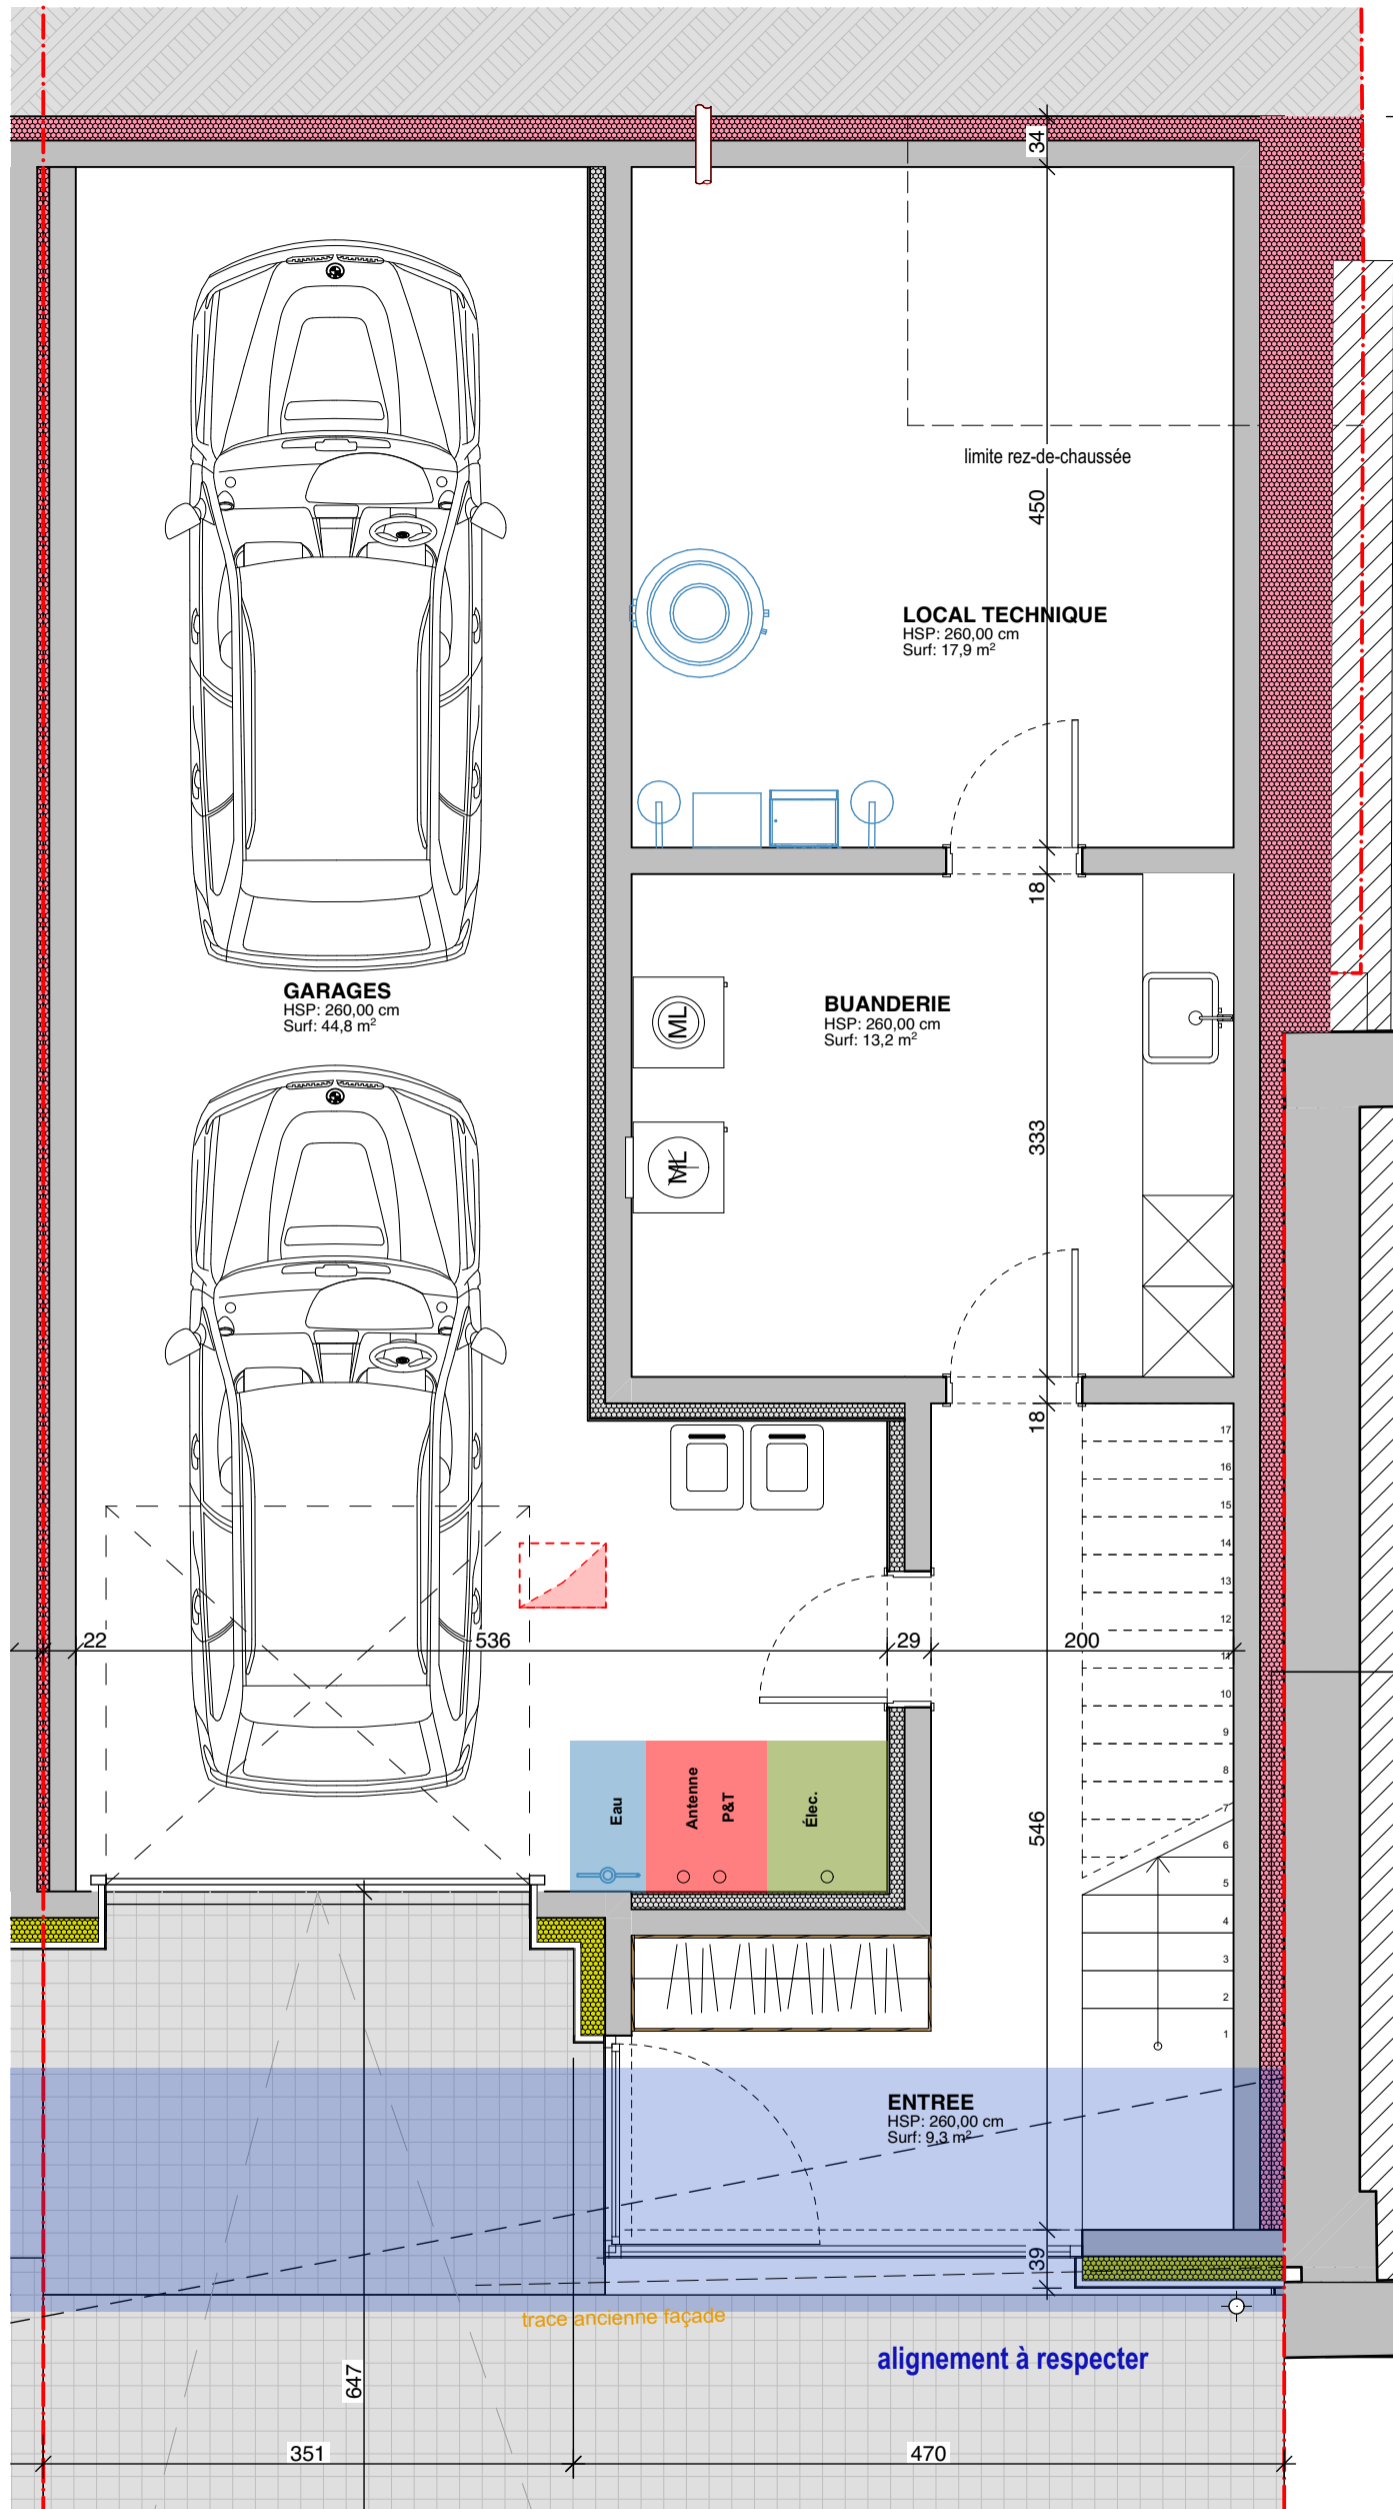 34
limite rez-de-chaussée
450
LOCAL TECHNIQUE
HSP: 260,00 cm
Surf: 17,9 m²
18
GARAGES
HSP: 260,00 cm
Surf: 44,8 m²
BUANDERIE
HSP: 260,00 cm
Surf: 13,2 m²
ML
ML
333
18
17
16
15
14
13
12
11
10
9
8
7
6
5
4
3
2
1
22
536
29
200
Eau
Antenne
P&T
Élec.
546
ENTREE
HSP: 260,00 cm
Surf: 9,3 m²
39
trace ancienne façade
alignement à respecter
647
351
470